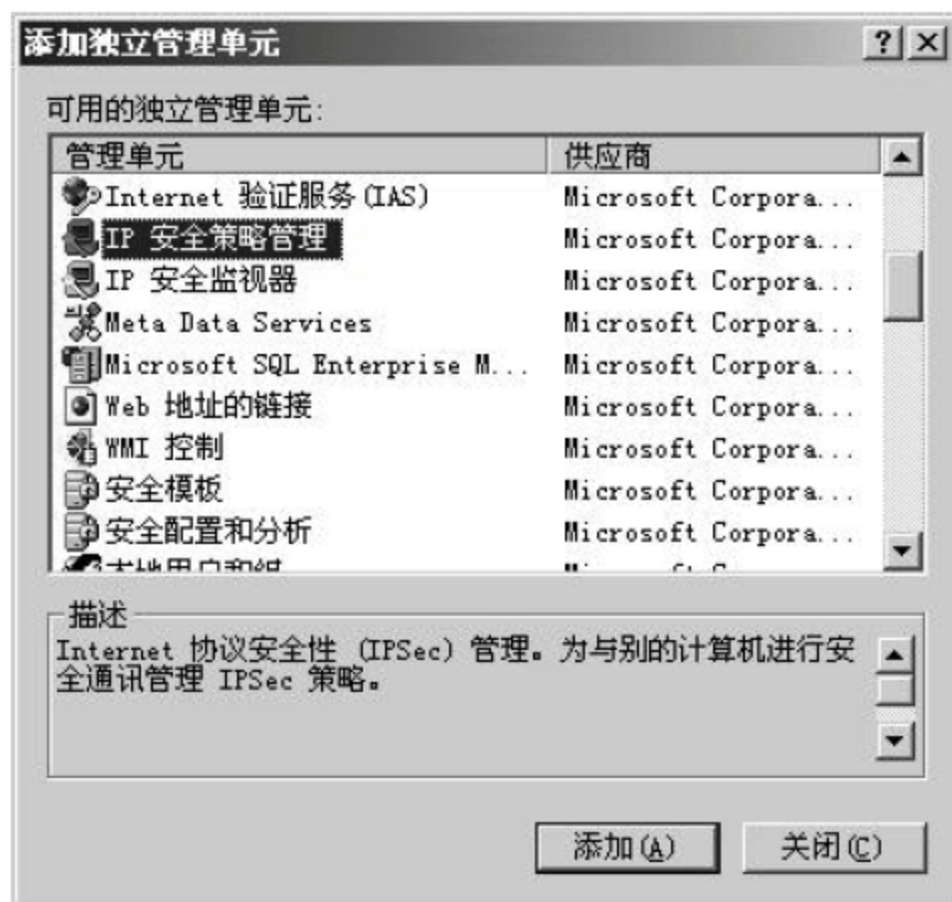 添加独立管理单元
可用的独立管理单元:
管理单元 供应商
Internet 验证服务(IAS) Microsoft Corpora...
IP 安全策略管理 Microsoft Corpora...
IP 安全监视器 Microsoft Corpora...
Meta Data Services Microsoft Corpora...
Microsoft SQL Enterprise M... Microsoft Corpora...
Web 地址的链接 Microsoft Corpora...
WMI 控制 Microsoft Corpora...
安全模板 Microsoft Corpora...
安全配置和分析 Microsoft Corpora...
描述
Internet 协议安全性 (IPSec) 管理。为与别的计算机进行安
全通讯管理 IPSec 策略。
添加(A) 关闭(C)